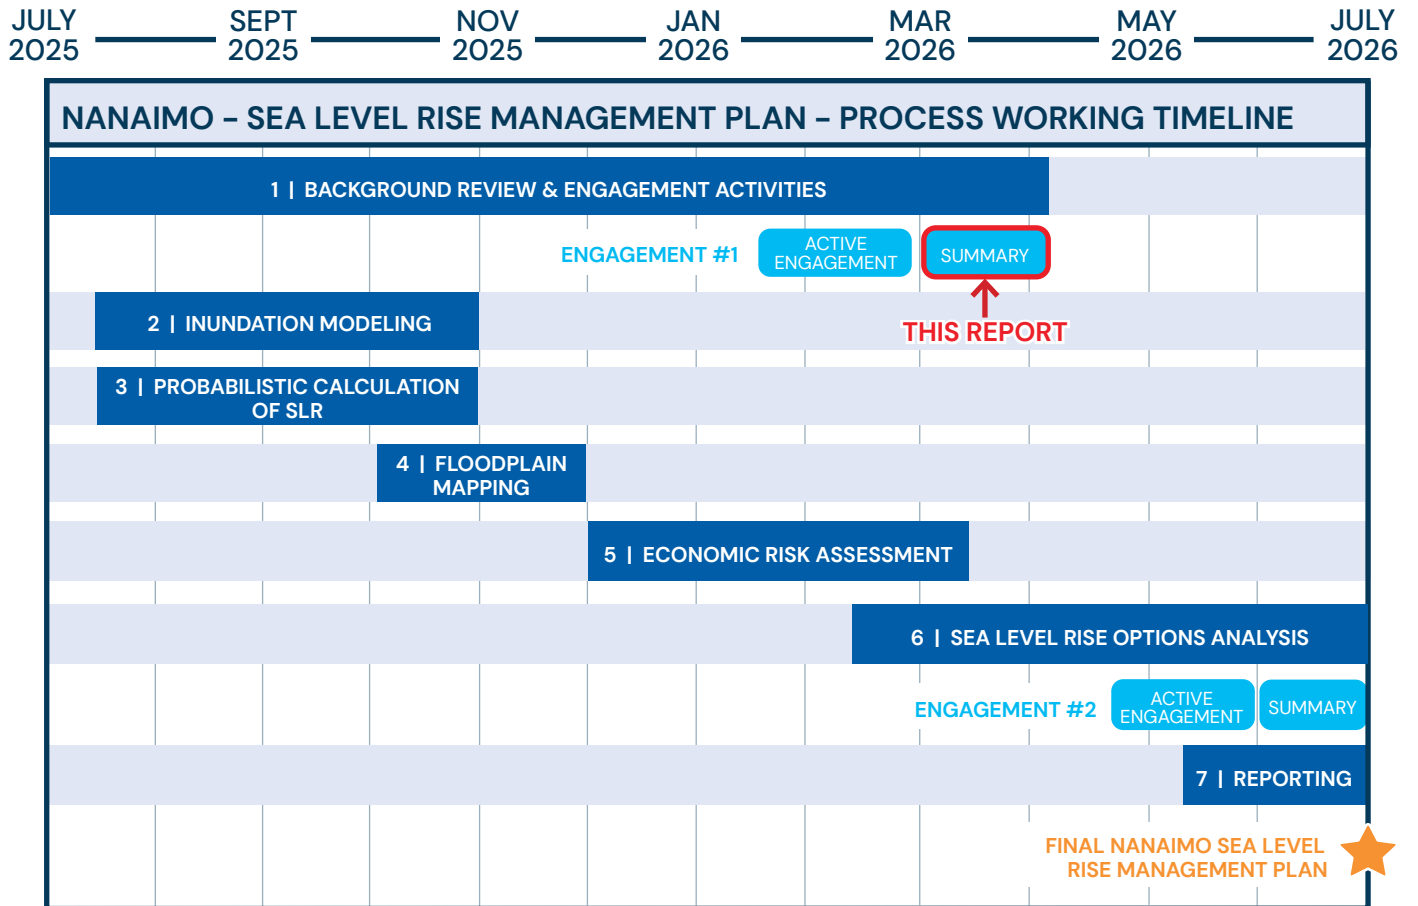 JULY
2025
SEPT
2025
NOV
2025
JAN
2026
MAR
2026
MAY
2026
JULY
2026
NANAIMO – SEA LEVEL RISE MANAGEMENT PLAN – PROCESS WORKING TIMELINE
1 | BACKGROUND REVIEW & ENGAGEMENT ACTIVITIES
ENGAGEMENT #1
ACTIVE
ENGAGEMENT
SUMMARY
THIS REPORT
2 | INUNDATION MODELING
3 | PROBABILISTIC CALCULATION
OF SLR
4 | FLOODPLAIN
MAPPING
5 | ECONOMIC RISK ASSESSMENT
6 | SEA LEVEL RISE OPTIONS ANALYSIS
ENGAGEMENT #2
ACTIVE
ENGAGEMENT
SUMMARY
7 | REPORTING
FINAL NANAIMO SEA LEVEL
RISE MANAGEMENT PLAN